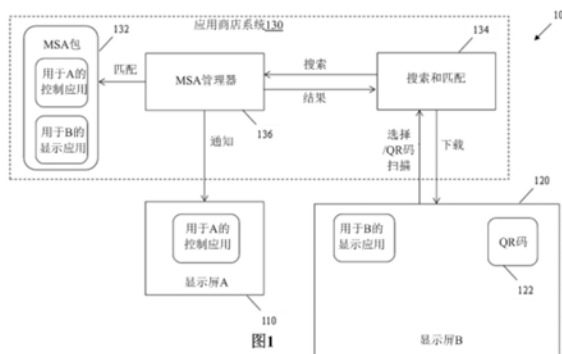 应用商店系统130
10
MSA包
132
用于A的
控制应用
用于B的
显示应用
匹配
MSA管理器
136
搜索
结果
134
搜索和匹配
通知
选择
/QR码
扫描
下载
120
用于A的
控制应用
显示屏A
110
用于B的
显示应用
QR码
122
显示屏B
图1